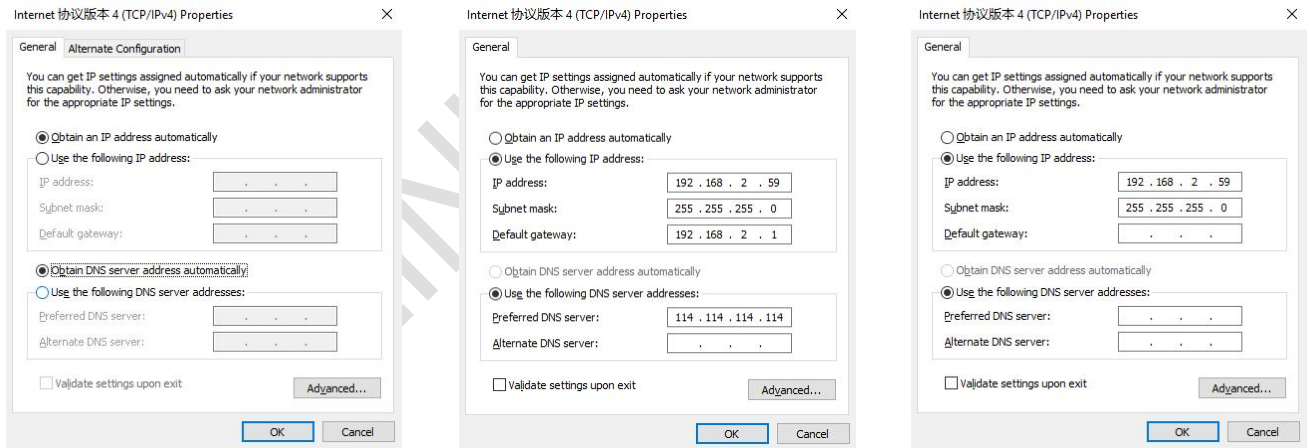 Internet 协议版本 4 (TCP/IPv4) Properties
General
Alternate Configuration
You can get IP settings assigned automatically if your network supports
this capability. Otherwise, you need to ask your network administrator
for the appropriate IP settings.
Obtain an IP address automatically
Use the following IP address:
IP address:
Subnet mask:
Default gateway:
Obtain DNS server address automatically
Use the following DNS server addresses:
Preferred DNS server:
Alternate DNS server:
Validate settings upon exit
Advanced...
OK
Cancel
Internet 协议版本 4 (TCP/IPv4) Properties
General
You can get IP settings assigned automatically if your network supports
this capability. Otherwise, you need to ask your network administrator
for the appropriate IP settings.
Obtain an IP address automatically
Use the following IP address:
IP address: 192 . 168 . 2 . 59
Subnet mask: 255 . 255 . 255 . 0
Default gateway: 192 . 168 . 2 . 1
Obtain DNS server address automatically
Use the following DNS server addresses:
Preferred DNS server: 114 . 114 . 114 . 114
Alternate DNS server:
Validate settings upon exit
Advanced...
OK
Cancel
Internet 协议版本 4 (TCP/IPv4) Properties
General
You can get IP settings assigned automatically if your network supports
this capability. Otherwise, you need to ask your network administrator
for the appropriate IP settings.
Obtain an IP address automatically
Use the following IP address:
IP address: 192 . 168 . 2 . 59
Subnet mask: 255 . 255 . 255 . 0
Default gateway:
Obtain DNS server address automatically
Use the following DNS server addresses:
Preferred DNS server:
Alternate DNS server:
Validate settings upon exit
Advanced...
OK
Cancel